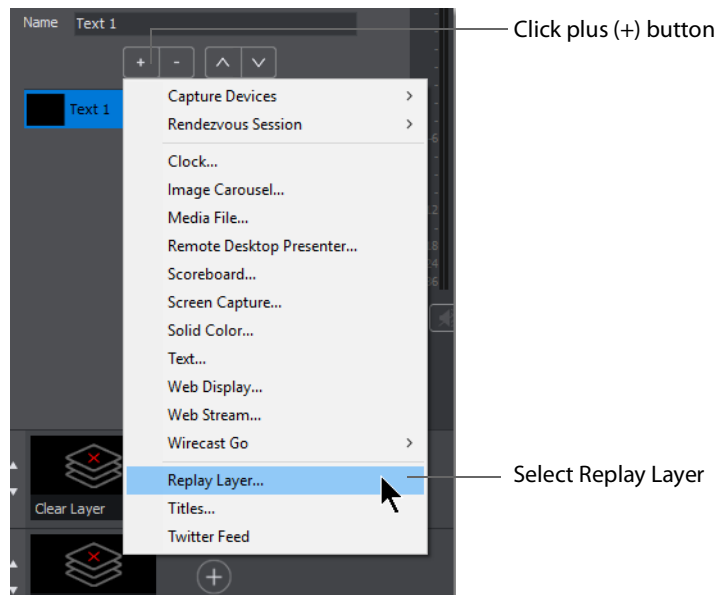 Name Text 1
Click plus (+) button
+ -
Text 1
Capture Devices
Rendezvous Session
Clock...
Image Carousel...
Media File...
Remote Desktop Presenter...
Scoreboard...
Screen Capture...
Solid Color...
Text...
Web Display...
Web Stream...
Wirecast Go
Replay Layer...
Select Replay Layer
Titles...
Twitter Feed
Clear Layer